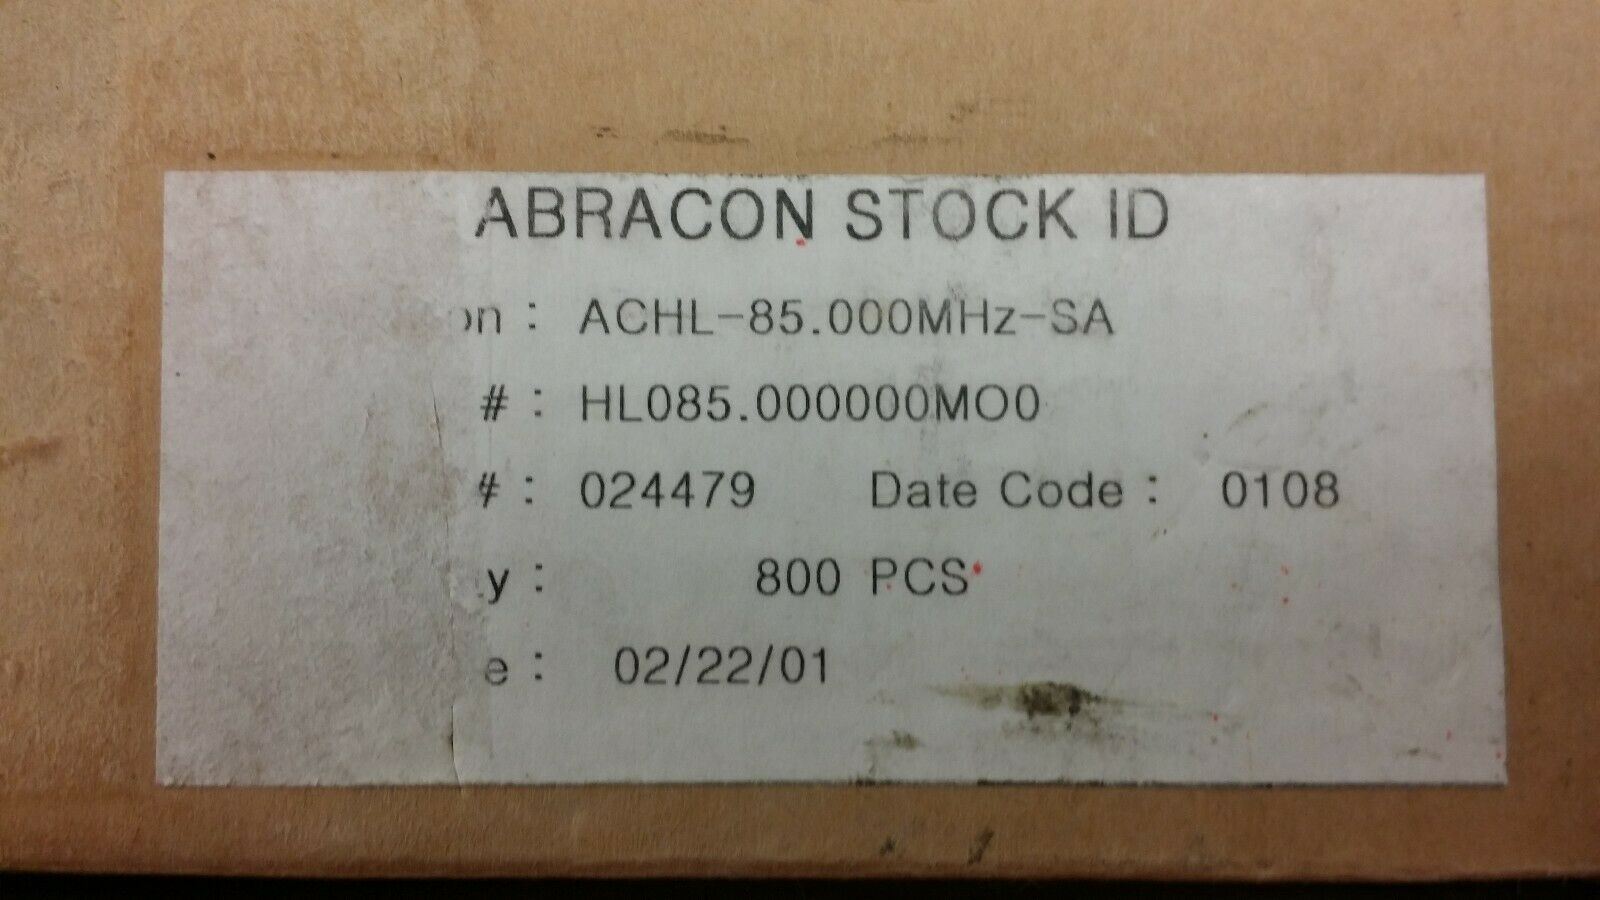 ABRACON STOCK ID
on : ACHL-85.000MHz-SA
# : HL085.000000MO0
# : 024479 Date Code : 0108
y : 800 PCS
e : 02/22/01